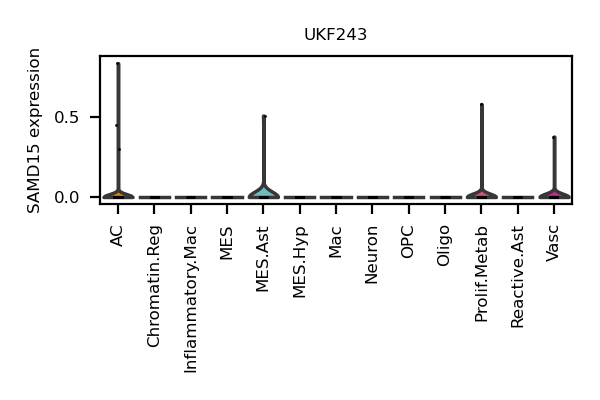 UKF243
SAMD15 expression
0.5
0.0
AC
Chromatin.Reg
Inflammatory.Mac
MES
MES.Ast
MES.Hyp
Mac
Neuron
OPC
Oligo
Prolif.Metab
Reactive.Ast
Vasc